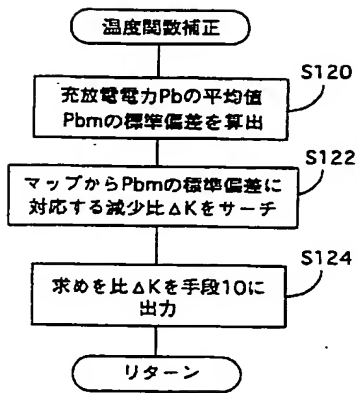 温度関数補正
S120
充放電電力Pbの平均値
Pbmの標準偏差を算出
S122
マップからPbmの標準偏差に
対応する減少比ΔKをサーチ
S124
求めを比ΔKを手段10に
出力
リターン